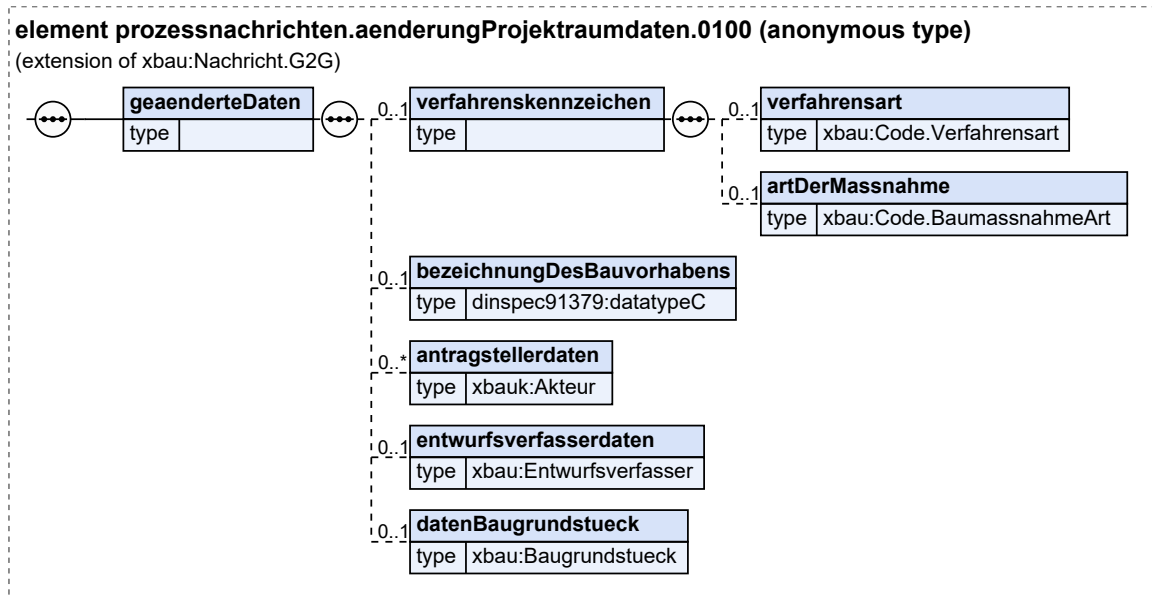 element prozessnachrichten.aenderungProjektraumdaten.0100 (anonymous type)
(extension of xbau:Nachricht.G2G)
geaenderteDaten
type
0..1
verfahrenskennzeichen
type
0..1
verfahrensart
type xbau:Code.Verfahrensart
0..1
artDerMassnahme
type xbau:Code.BaumassnahmeArt
0..1
bezeichnungDesBauvorhabens
type dinspec91379:datatypeC
0..*
antragstellerdaten
type xbauk:Akteur
0..1
entwurfsverfasserdaten
type xbau:Entwurfsverfasser
0..1
datenBaugrundstueck
type xbau:Baugrundstueck